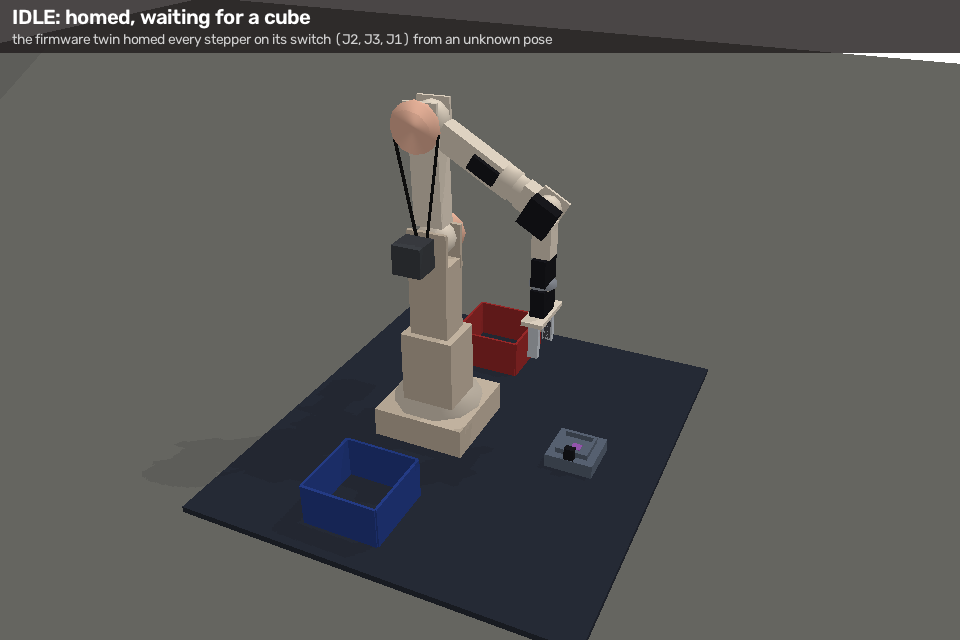 IDLE: homed, waiting for a cube
the firmware twin homed every stepper on its switch (J2, J3, J1) from an unknown pose